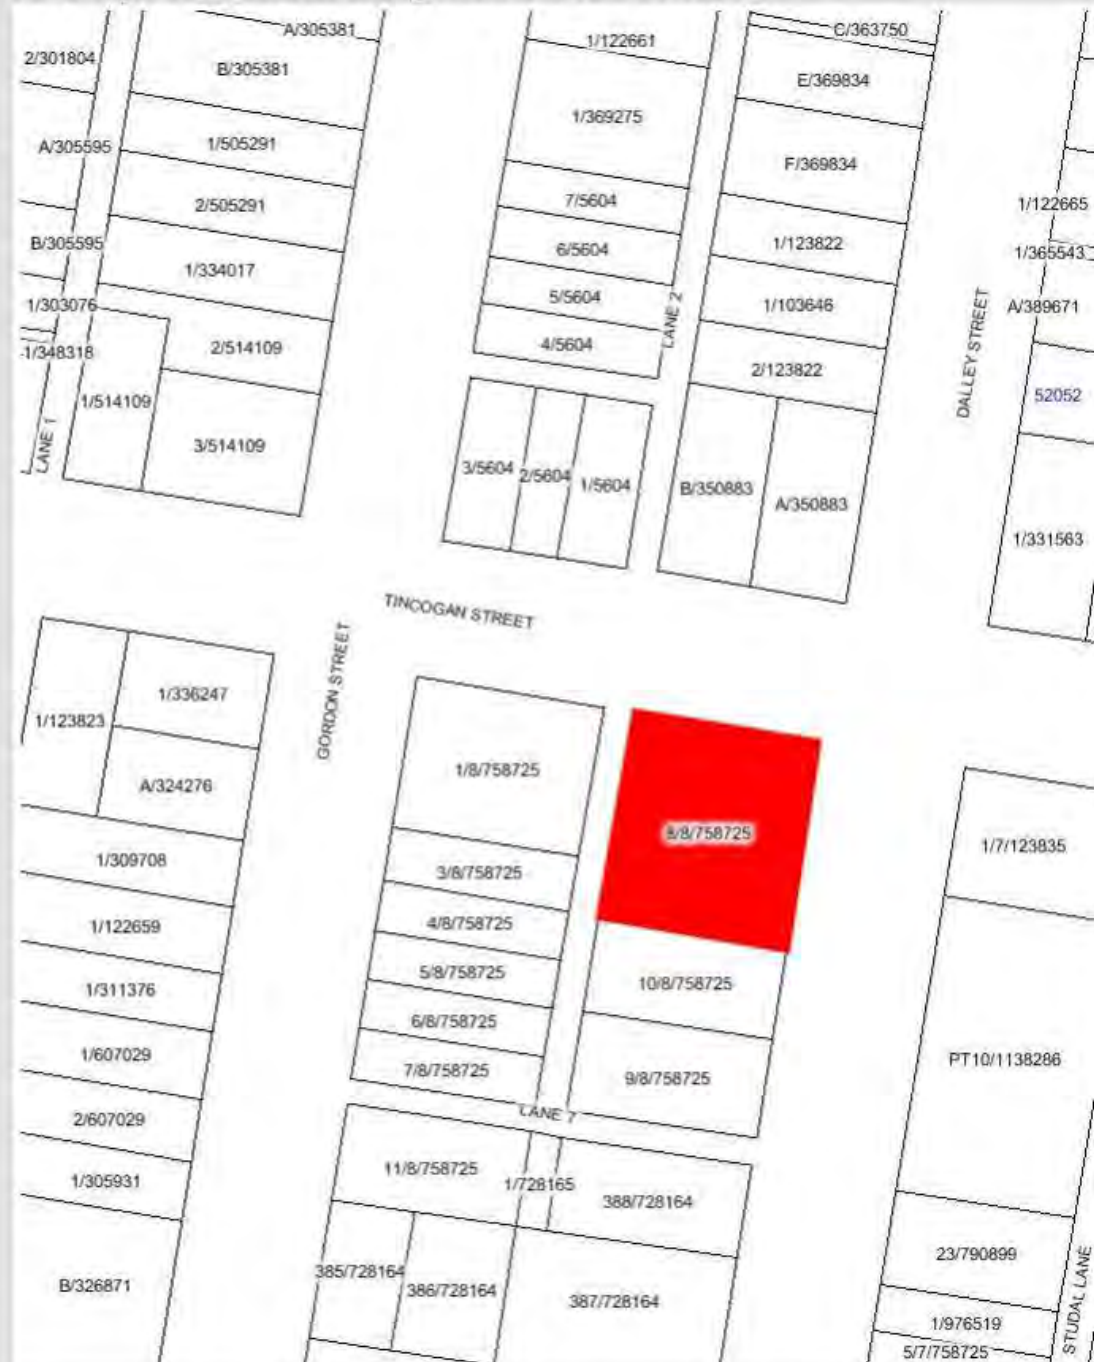 A/305381
C/363750
2/301804
1/122661
B/305381
E/369834
1/369275
A/305595
1/505291
F/369834
7/5604
2/505291
1/122665
B/305595
6/5604
1/123822
1/365543
1/334017
5/5604
1/303076
1/103646
A/389671
LANE 2
DALLEY STREET
4/5604
2/514109
1/348318
2/123822
52052
1/514109
LANE 1
3/514109
3/5604
2/5604
1/5604
B/350883
A/350883
1/331563
TINCOGAN STREET
GORDON STREET
1/336247
1/123823
A/324276
1/8/758725
8/8/758725
1/7/123835
1/309708
3/8/758725
1/122659
4/8/758725
5/8/758725
10/8/758725
1/311376
6/8/758725
1/607029
7/8/758725
9/8/758725
PT10/1138286
LANE 7
2/607029
11/8/758725
1/728165
388/728164
1/305931
23/790899
B/326871
385/728164
386/728164
387/728164
STUDAL LANE
1/976519
5/7/758725